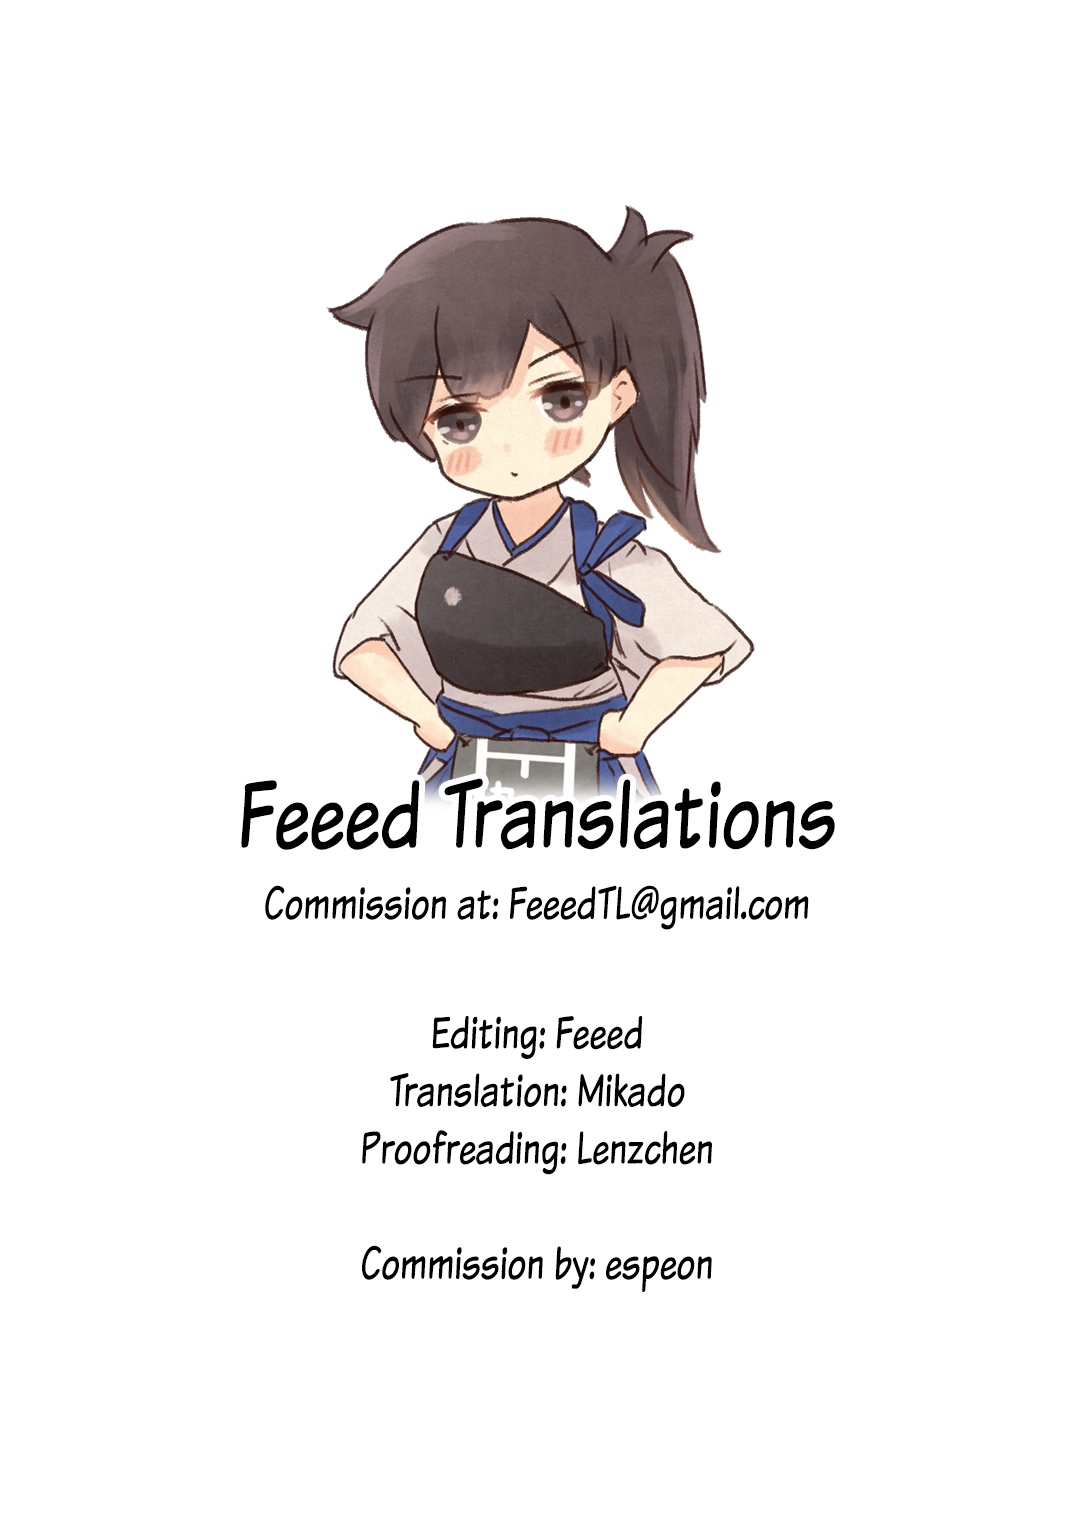 Feeed Translations
Commission at: FeeedTL@gmail.com
Editing: Feeed
Translation: Mikado
Proofreading: Lenzchen
Commission by: espeon